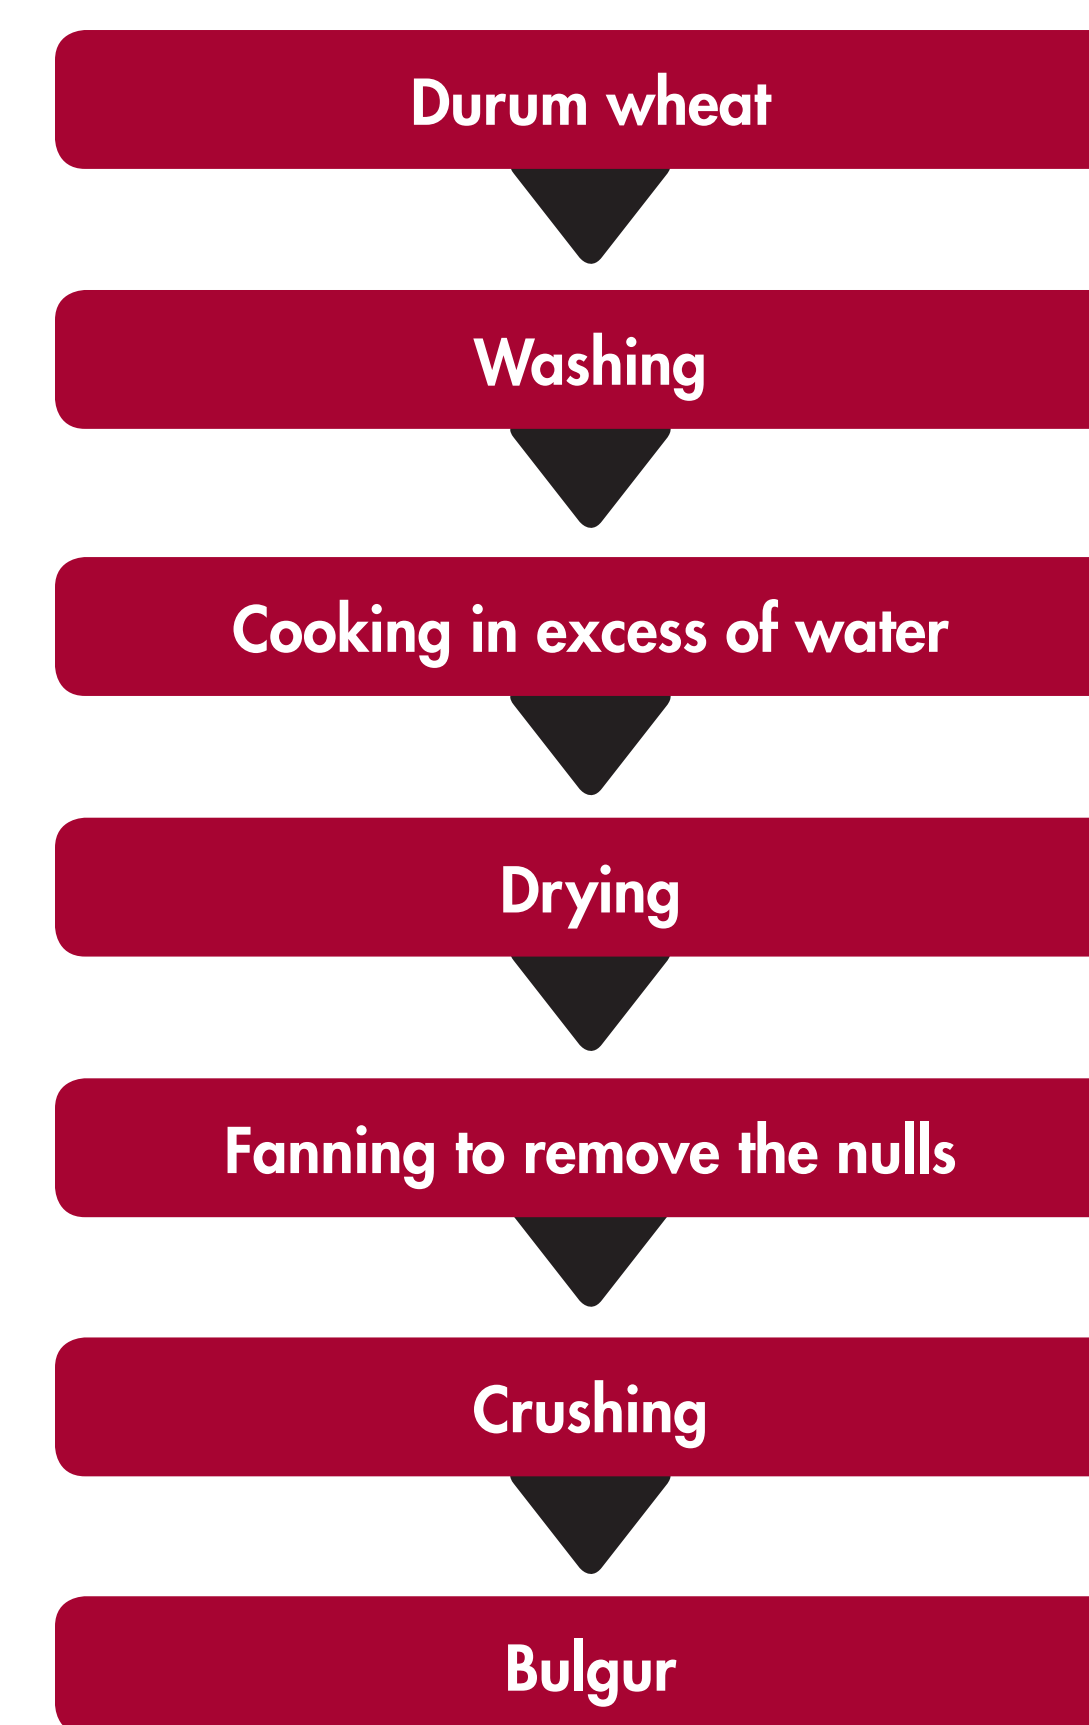 Durum wheat
Washing
Cooking in excess of water
Drying
Fanning to remove the nulls
Crushing
Bulgur